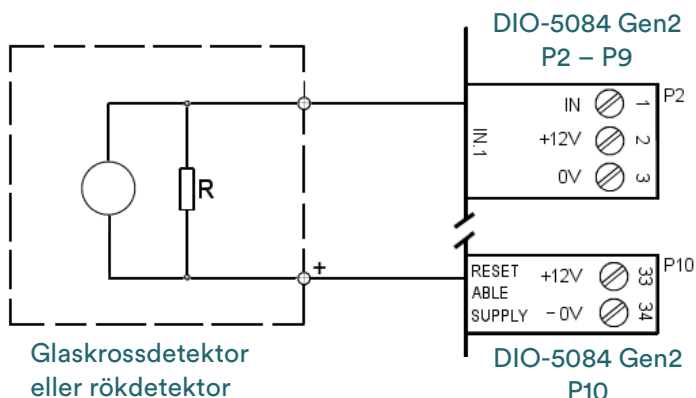 DIO-5084 Gen2
P2 – P9
P2
IN 1
+12V 2
0V 3
IN.1
R
+
P10
RESET
ABLE
SUPPLY
+12V 33
- 0V 34
Glaskrossdetektor
eller rökdetektor
DIO-5084 Gen2
P10